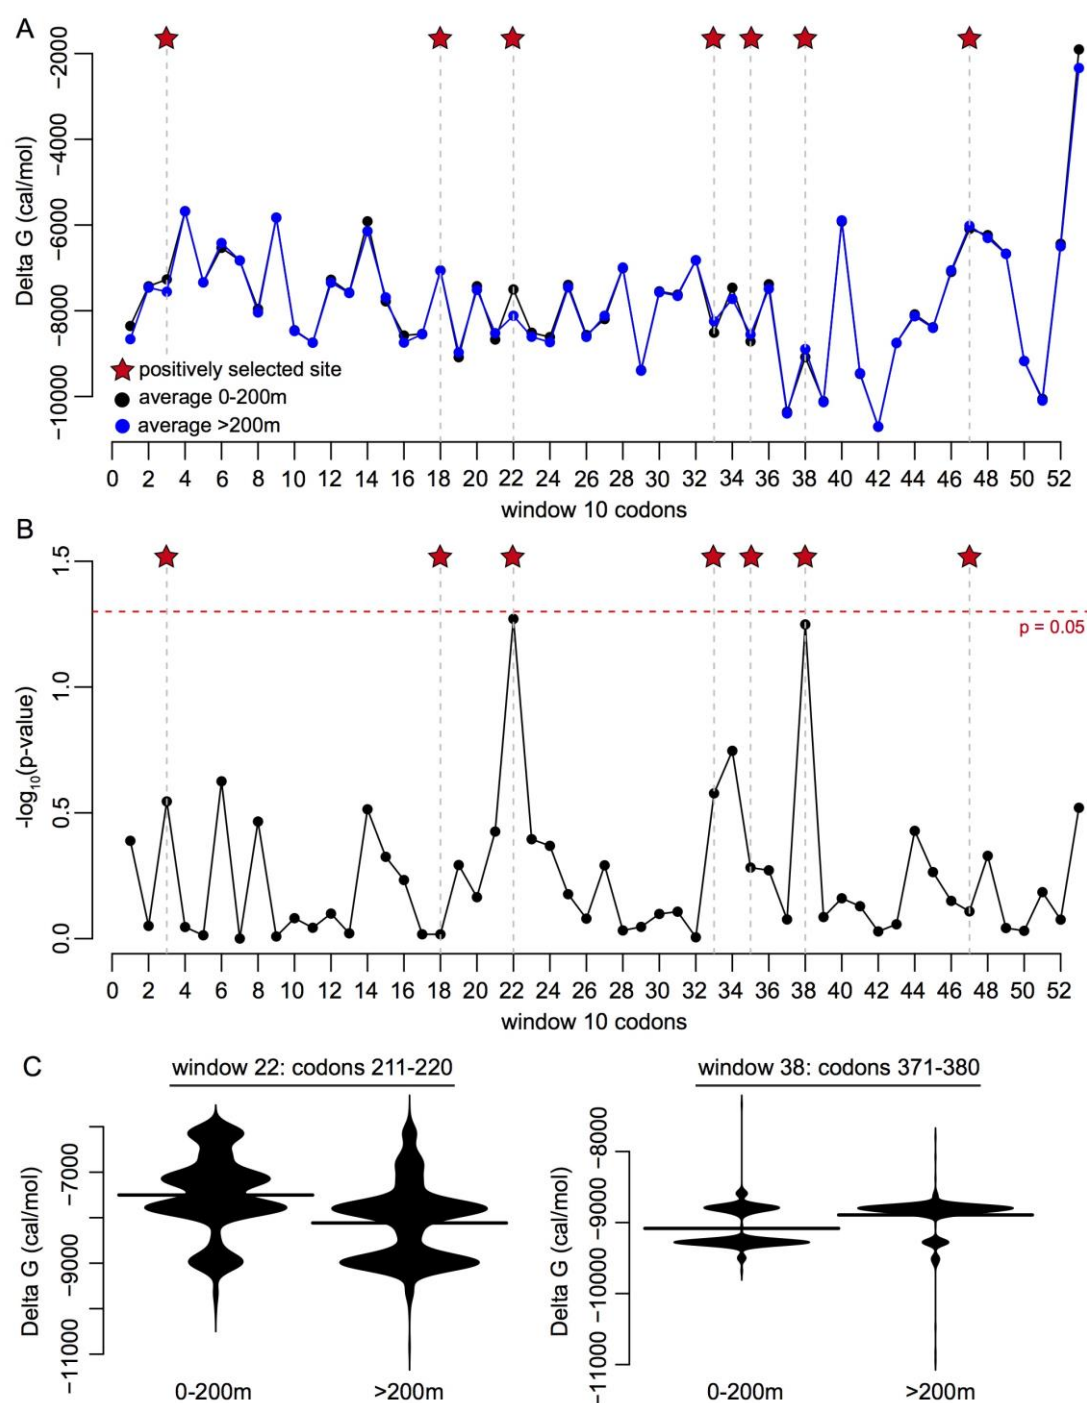 A
Delta G (cal/mol)
−2000
−4000
−6000
−8000
−10000
positively selected site
average 0-200m
average >200m
0 2 4 6 8 10 12 14 16 18 20 22 24 26 28 30 32 34 36 38 40 42 44 46 48 50 52
window 10 codons
B
-log10(p-value)
1.5
1.0
0.5
0.0
p = 0.05
0 2 4 6 8 10 12 14 16 18 20 22 24 26 28 30 32 34 36 38 40 42 44 46 48 50 52
window 10 codons
C
window 22: codons 211-220
Delta G (cal/mol)
−7000
−9000
−11000
0-200m >200m
window 38: codons 371-380
Delta G (cal/mol)
−8000
−9000
−10000
−11000
0-200m >200m